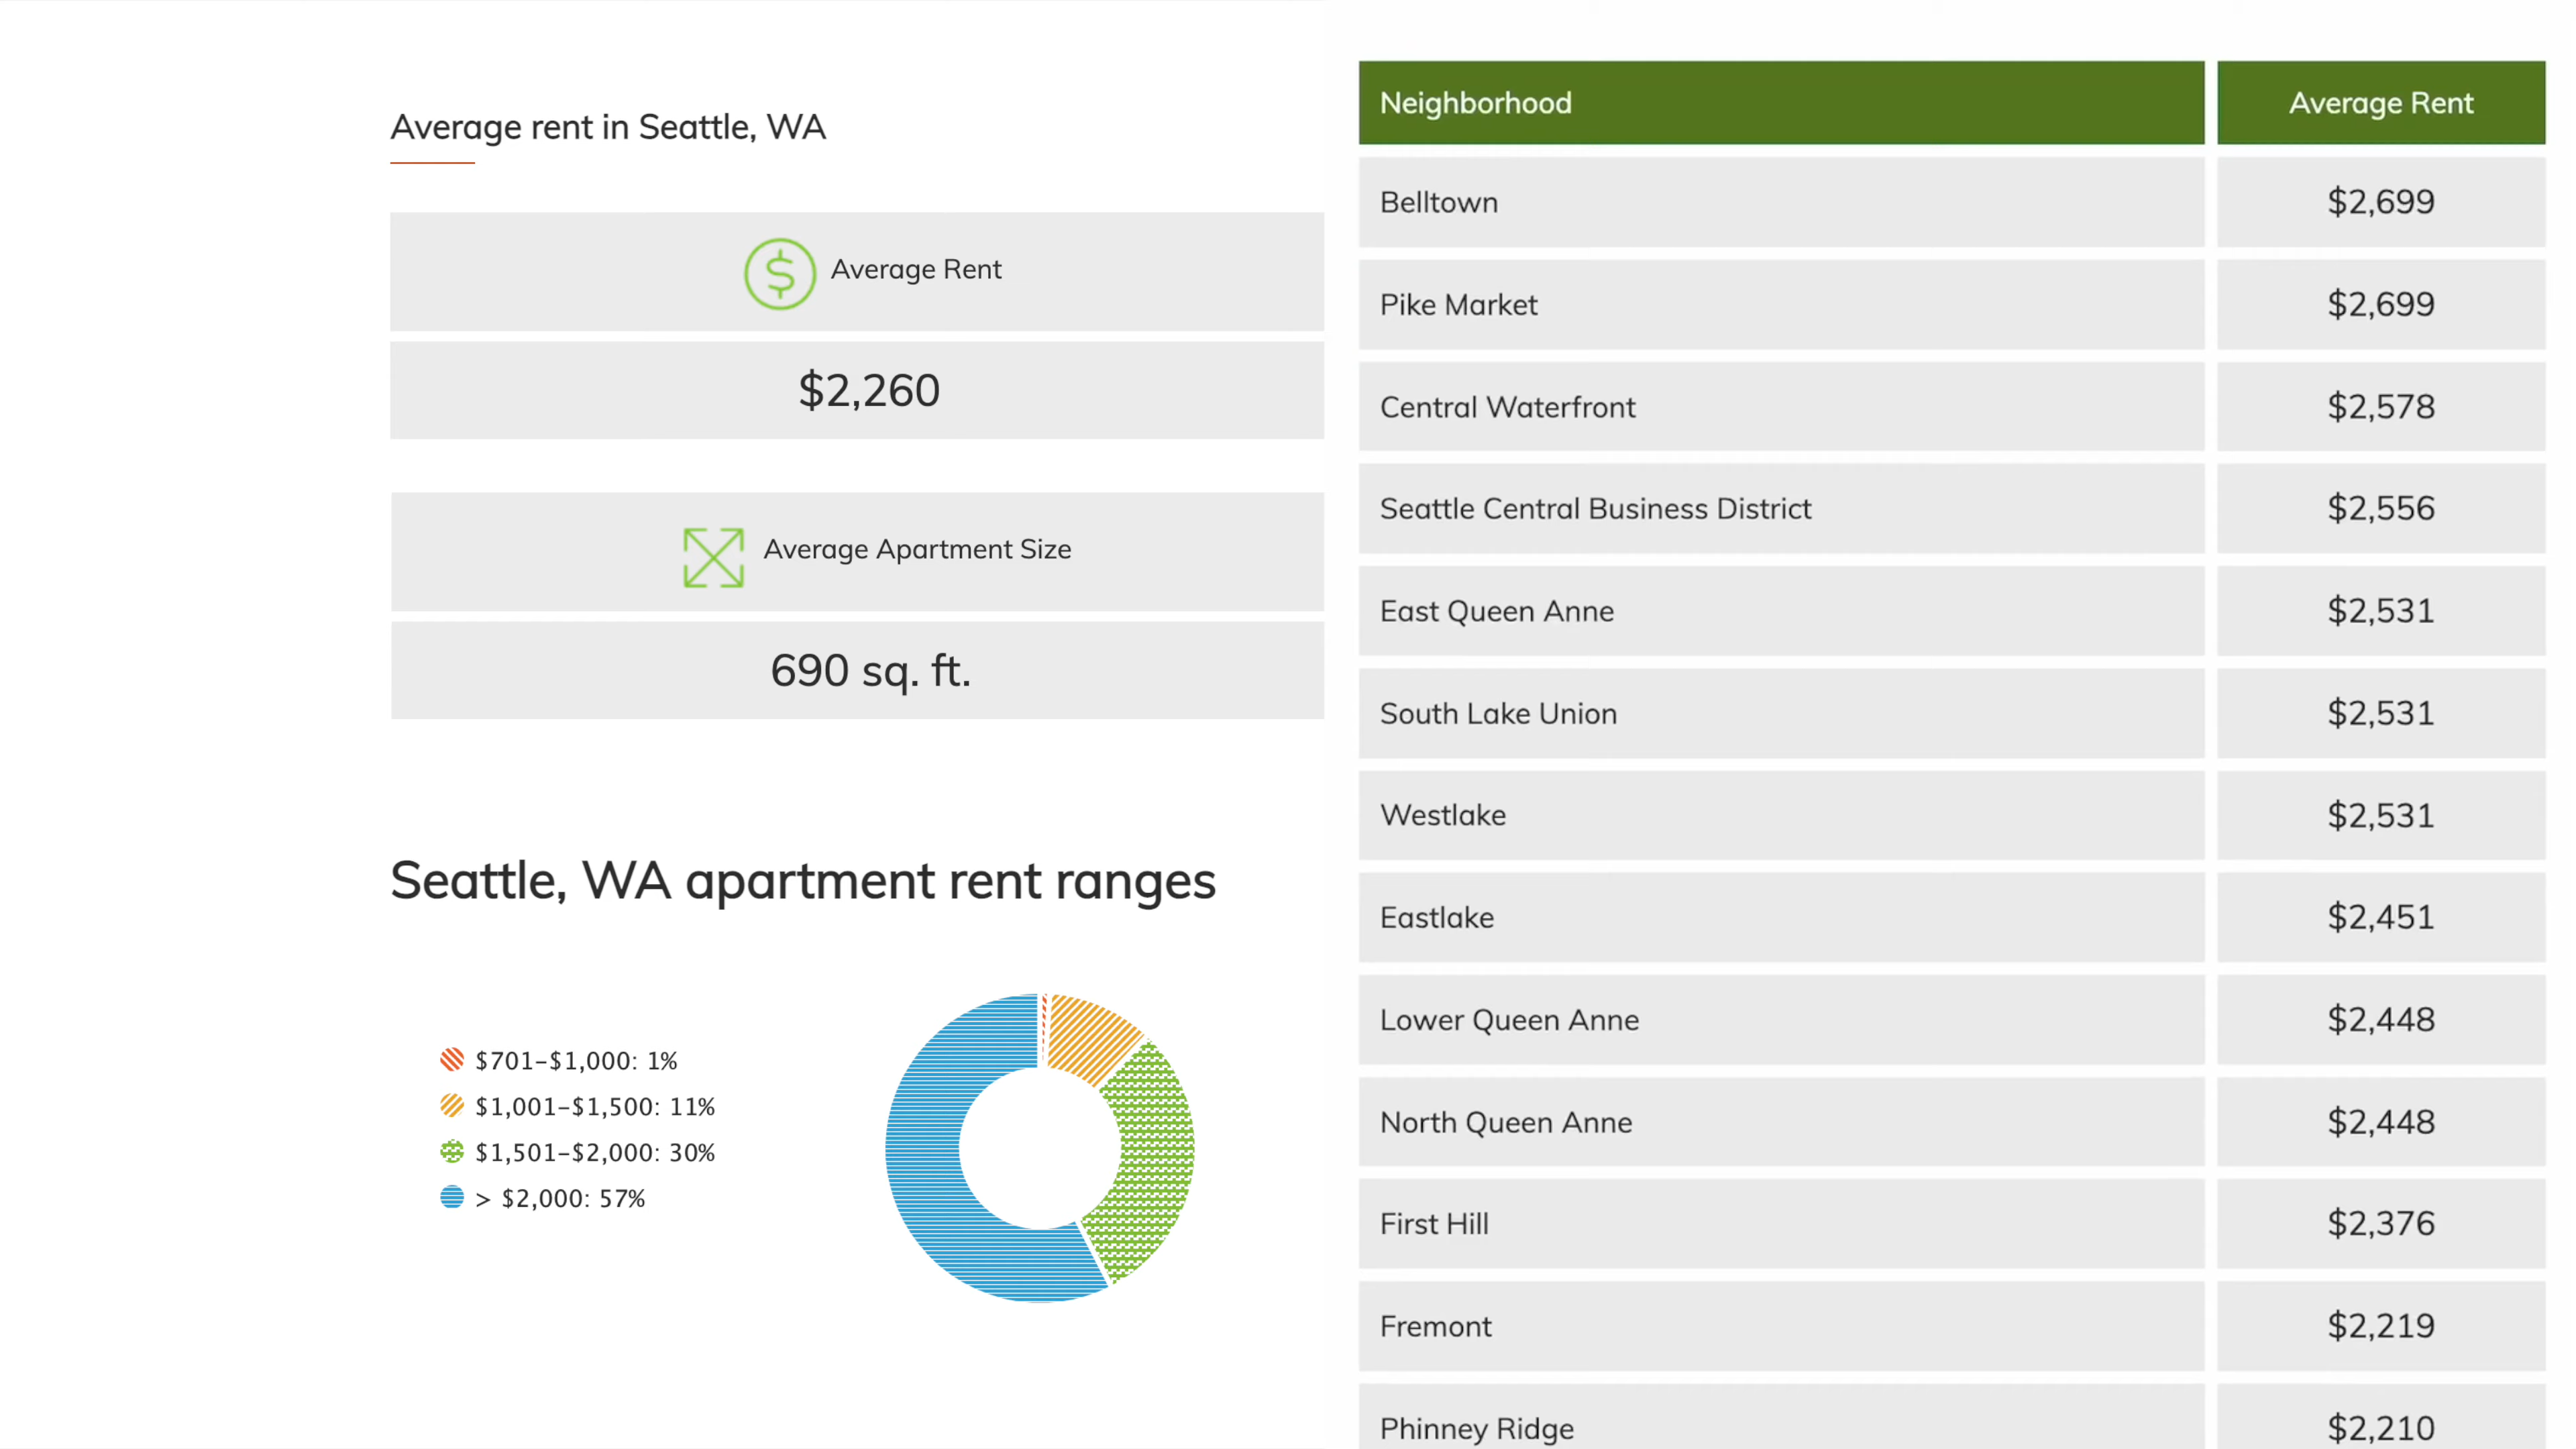 Average rent in Seattle, WA
Average Rent
$2,260
Average Apartment Size
690 sq. ft.
Seattle, WA apartment rent ranges
$701–$1,000: 1%
$1,001–$1,500: 11%
$1,501–$2,000: 30%
> $2,000: 57%
Neighborhood Average Rent
Belltown $2,699
Pike Market $2,699
Central Waterfront $2,578
Seattle Central Business District $2,556
East Queen Anne $2,531
South Lake Union $2,531
Westlake $2,531
Eastlake $2,451
Lower Queen Anne $2,448
North Queen Anne $2,448
First Hill $2,376
Fremont $2,219
Phinney Ridge $2,210